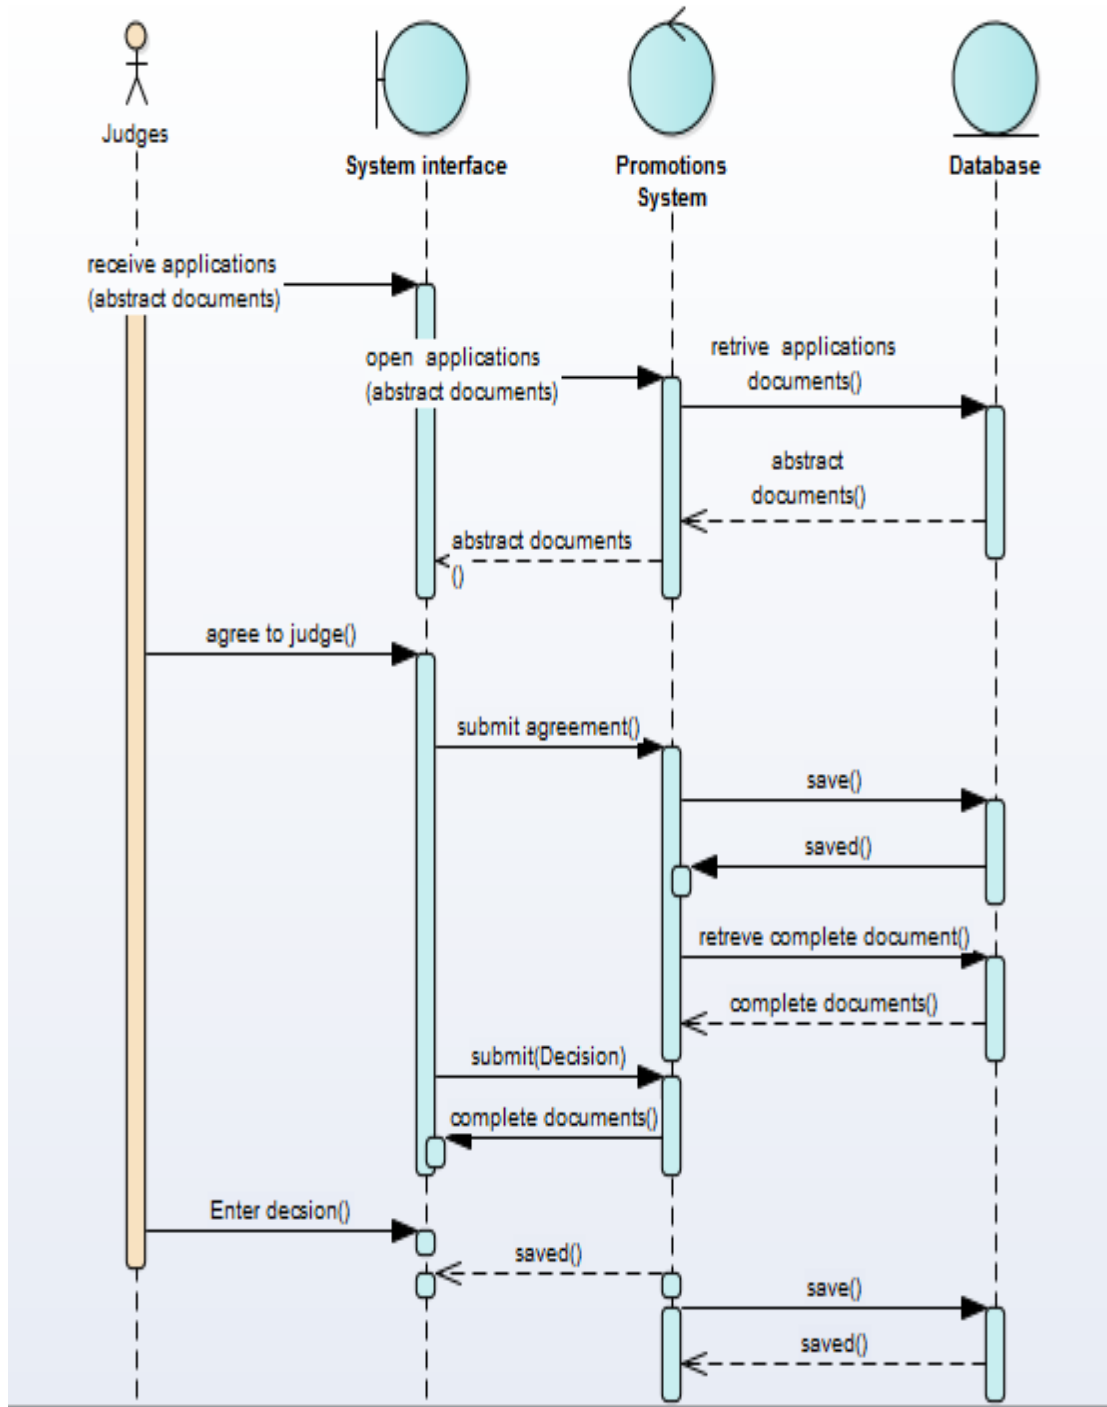 Judges
System interface
Promotions
System
Database
receive applications
(abstract documents)
open applications
(abstract documents)
retrive applications
documents()
abstract
documents()
abstract documents
()
agree to judge()
submit agreement()
save()
saved()
retreve complete document()
complete documents()
submit(Decision)
complete documents()
Enter decsion()
saved()
save()
saved()